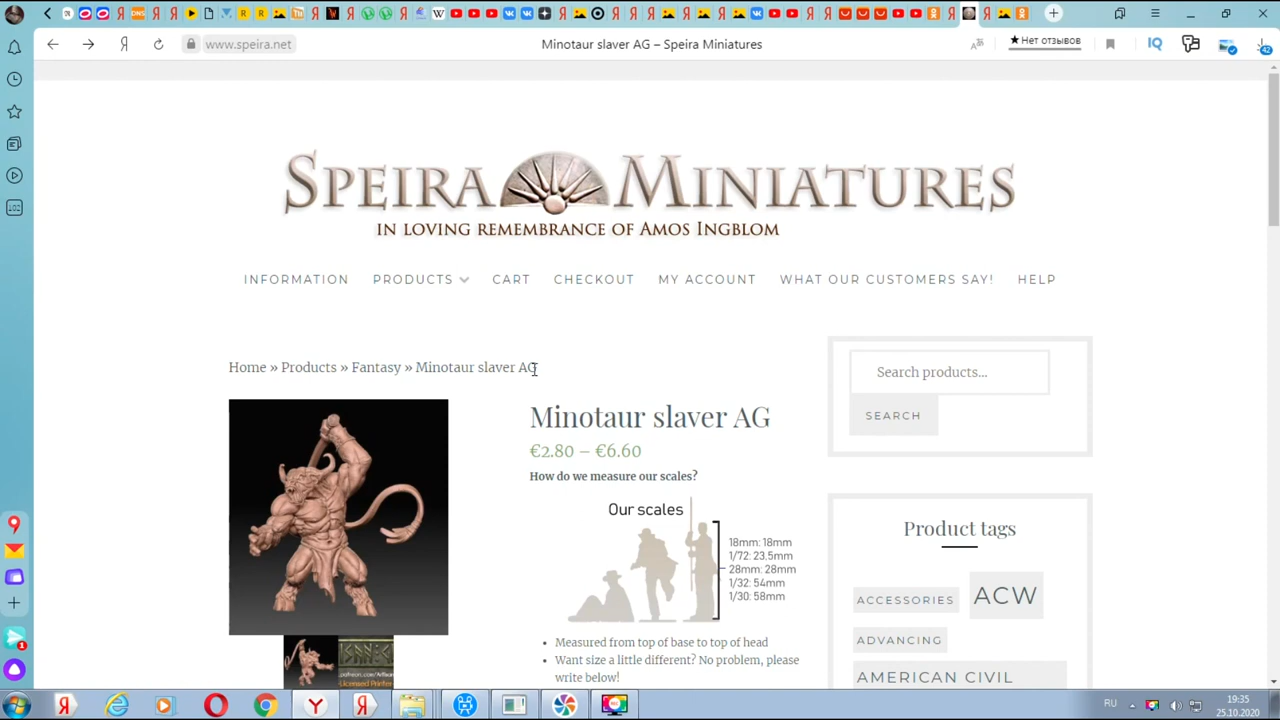 www.speira.net
Minotaur slaver AG – Speira Miniatures
★Нет отзывов
IQ
42
SPEIRA MINIATURES
IN LOVING REMEMBRANCE OF AMOS INGBLOM
INFORMATION PRODUCTS CART CHECKOUT MY ACCOUNT WHAT OUR CUSTOMERS SAY! HELP
Home » Products » Fantasy » Minotaur slaver AG
Search products...
SEARCH
Minotaur slaver AG
€2.80 – €6.60
How do we measure our scales?
Our scales
18mm: 18mm
1/72: 23.5mm
28mm: 28mm
1/32: 54mm
1/30: 58mm
Measured from top of base to top of head
Want size a little different? No problem, please
write below!
Product tags
ACCESSORIES ACW
ADVANCING
AMERICAN CIVIL
Licensed Printer
1
RU
19:35
25.10.2020